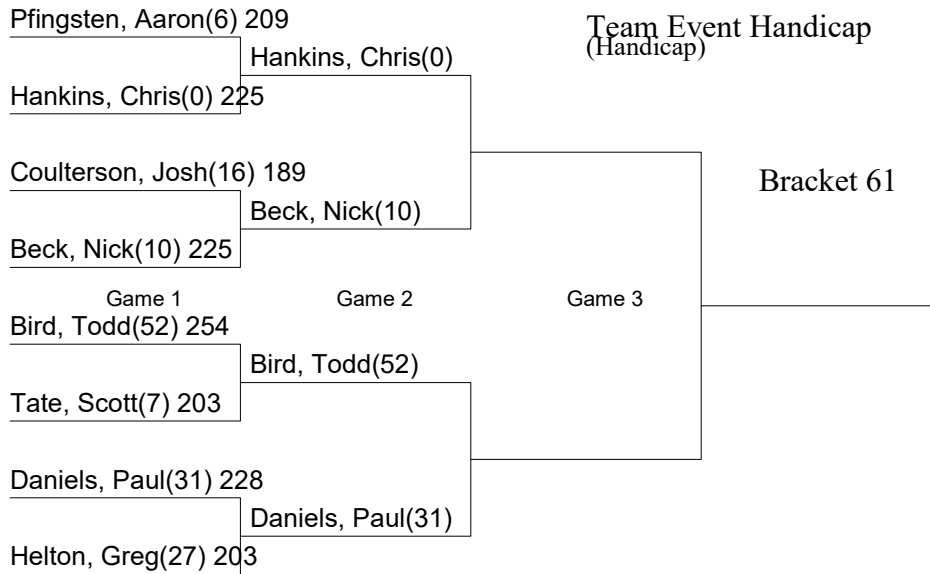 Pfingsten, Aaron(6) 209
Team Event Handicap
(Handicap)
Hankins, Chris(0)
Hankins, Chris(0) 225
Coulterson, Josh(16) 189
Bracket 61
Beck, Nick(10)
Beck, Nick(10) 225
Game 1
Game 2
Game 3
Bird, Todd(52) 254
Bird, Todd(52)
Tate, Scott(7) 203
Daniels, Paul(31) 228
Daniels, Paul(31)
Helton, Greg(27) 203